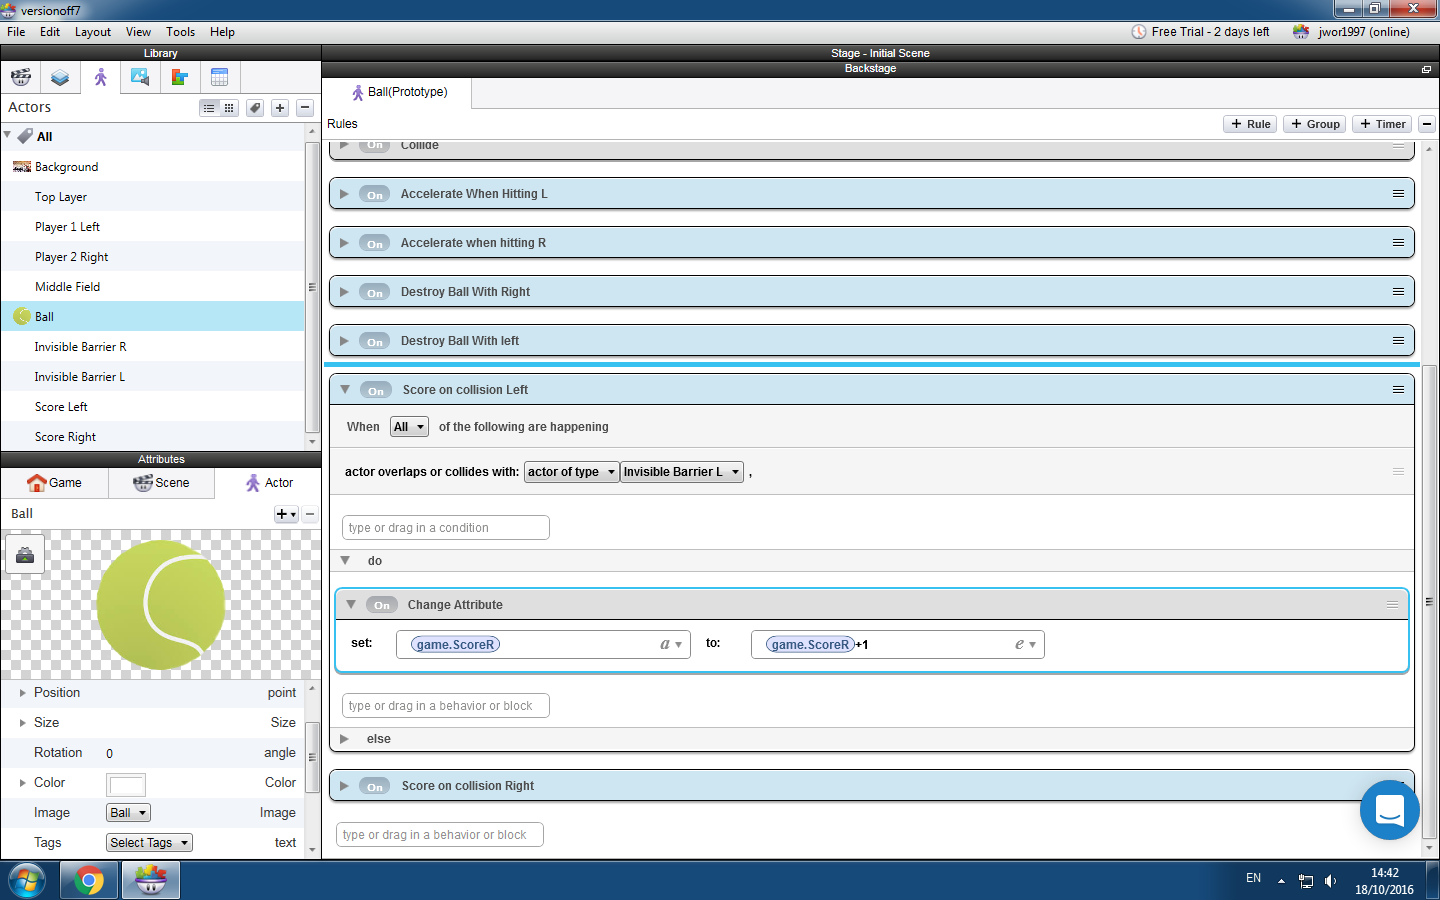 versionoff7
File Edit Layout View Tools Help
Free Trial - 2 days left
jwor1997 (online)
Library
Stage - Initial Scene
Backstage
Actors
Ball(Prototype)
Rules
Rule
Group
Timer
All
Background
Top Layer
Player 1 Left
Player 2 Right
Middle Field
Ball
Invisible Barrier R
Invisible Barrier L
Score Left
Score Right
On Collide
On Accelerate When Hitting L
On Accelerate when hitting R
On Destroy Ball With Right
On Destroy Ball With left
On Score on collision Left
When All of the following are happening
actor overlaps or collides with: actor of type Invisible Barrier L ,
type or drag in a condition
do
On Change Attribute
set: game.ScoreR a to: game.ScoreR+1 e
type or drag in a behavior or block
else
On Score on collision Right
type or drag in a behavior or block
Attributes
Game Scene Actor
Ball
Position point
Size Size
Rotation 0 angle
Color Color
Image Ball Image
Tags Select Tags text
EN
14:42
18/10/2016